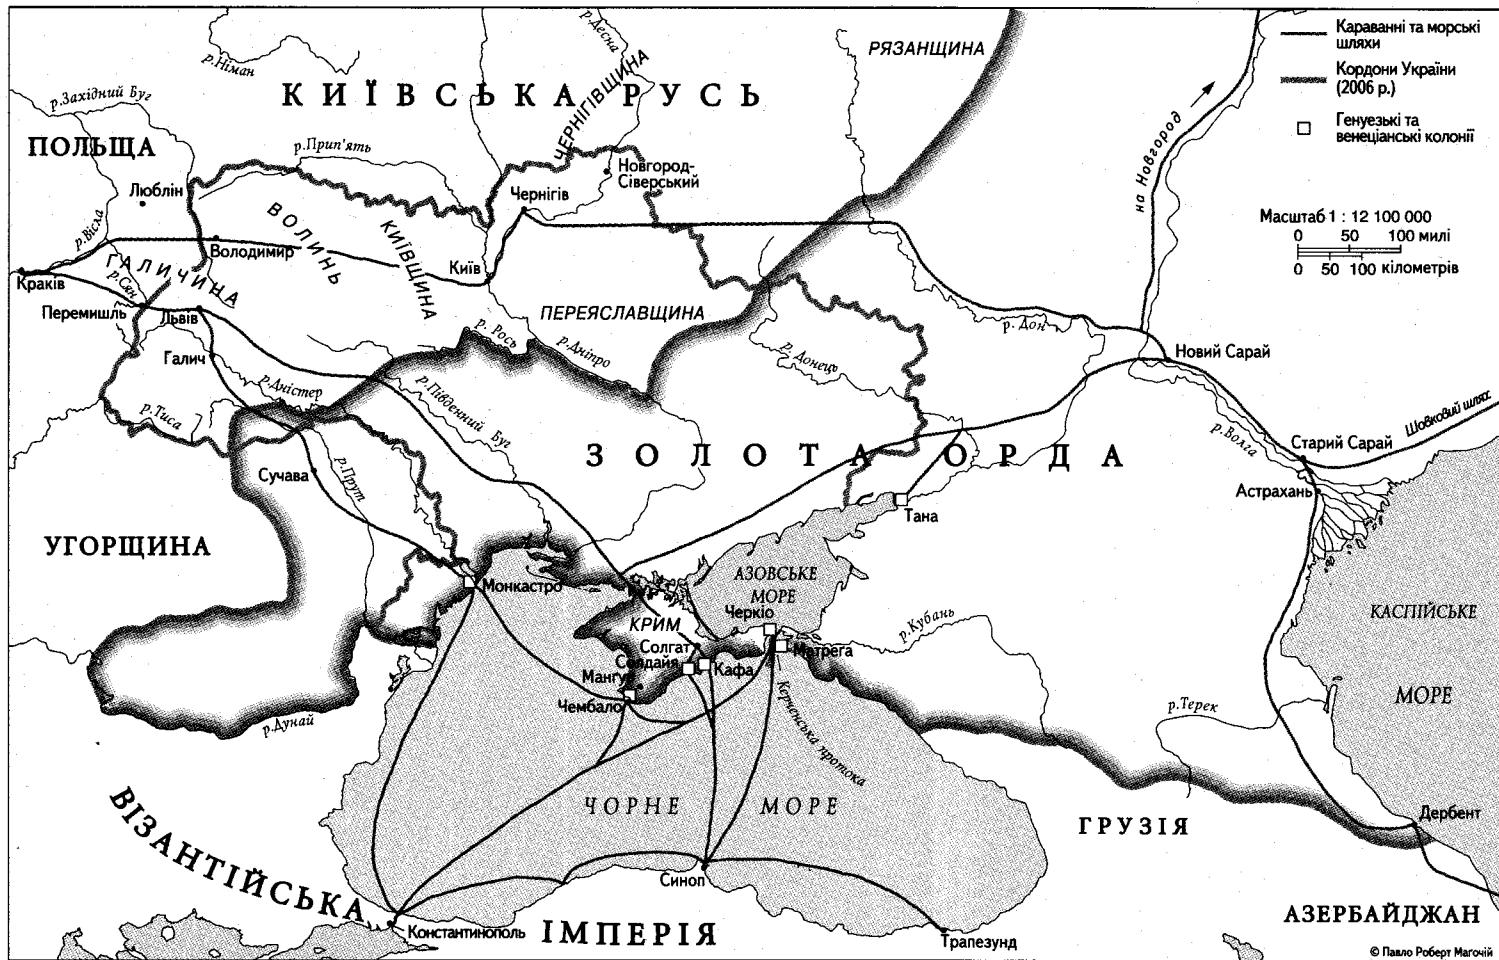 Караванні та морські
шляхи
Кордони України
(2006 р.)
Генуезькі та
венеціанські колонії
Масштаб 1 : 12 100 000
0 50 100 милі
0 50 100 кілометрів
р.Десна
РЯЗАНЩИНА
р.Німан
КИЇВСЬКА РУСЬ
р.Західний Буг
ЧЕРНІГІВЩИНА
на Новгород
ПОЛЬЩА
р.Прип'ять
Люблін
Новгород-
Сіверський
Чернігів
р.Вісла
ВОЛИНЬ
КИЇВЩИНА
Володимир
ГАЛИЧИНА
Київ
Краків
р.Сян
Перемишль
Львів
ПЕРЕЯСЛАВЩИНА
р. Рось
р.Дніпро
р. Дон
р. Донець
Новий Сарай
Галич
р.Дністер
р.Південний Буг
р.Тиса
Шовковий шлях
р.Волга
Старий Сарай
ЗОЛОТА ОРДА
Сучава
р.Прут
Астрахань
Тана
УГОРЩИНА
Монкастро
АЗОВСЬКЕ
МОРЕ
Черкіо
КАСПІЙСЬКЕ
МОРЕ
КРИМ
р.Кубань
Солгат
Солдайя
Матрега
Кафа
Мангуп
Чембало
Керченська протока
р.Терек
р.Дунай
ЧОРНЕ МОРЕ
Дербент
ГРУЗІЯ
ВІЗАНТІЙСЬКА
ІМПЕРІЯ
Синоп
Константинополь
Трапезунд
АЗЕРБАЙДЖАН
© Павло Роберт Магочій